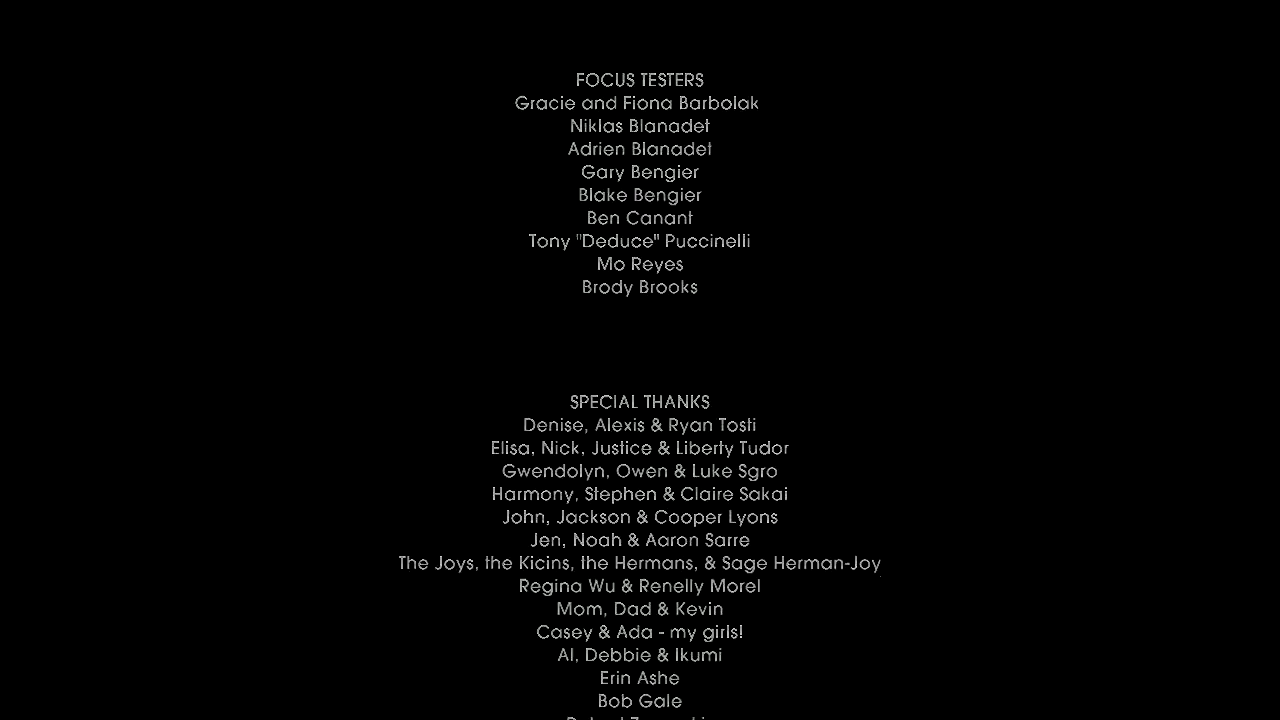 FOCUS TESTERS
Gracie and Fiona Barbolak
Niklas Blanadet
Adrien Blanadet
Gary Bengier
Blake Bengier
Ben Canant
Tony "Deduce" Puccinelli
Mo Reyes
Brody Brooks
SPECIAL THANKS
Denise, Alexis & Ryan Tosti
Elisa, Nick, Justice & Liberty Tudor
Gwendolyn, Owen & Luke Sgro
Harmony, Stephen & Claire Sakai
John, Jackson & Cooper Lyons
Jen, Noah & Aaron Sarre
The Joys, the Kicins, the Hermans, & Sage Herman-Joy
Regina Wu & Renelly Morel
Mom, Dad & Kevin
Casey & Ada - my girls!
Al, Debbie & Ikumi
Erin Ashe
Bob Gale